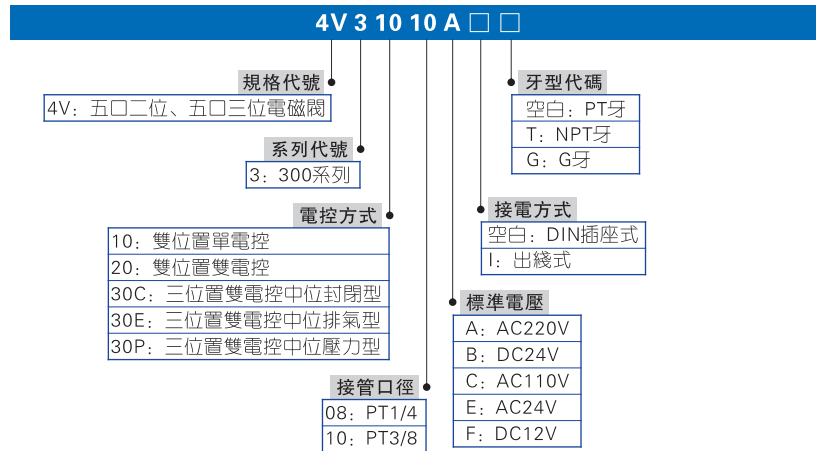 4V 3 10 10 A □ □
規格代號
4V：五口二位、五口三位電磁閥
系列代號
3：300系列
電控方式
10：雙位置單電控
20：雙位置雙電控
30C：三位置雙電控中位封閉型
30E：三位置雙電控中位排氣型
30P：三位置雙電控中位壓力型
接管口徑
08：PT1/4
10：PT3/8
標準電壓
A：AC220V
B：DC24V
C：AC110V
E：AC24V
F：DC12V
接電方式
空白：DIN插座式
I：出綫式
牙型代碼
空白：PT牙
T：NPT牙
G：G牙